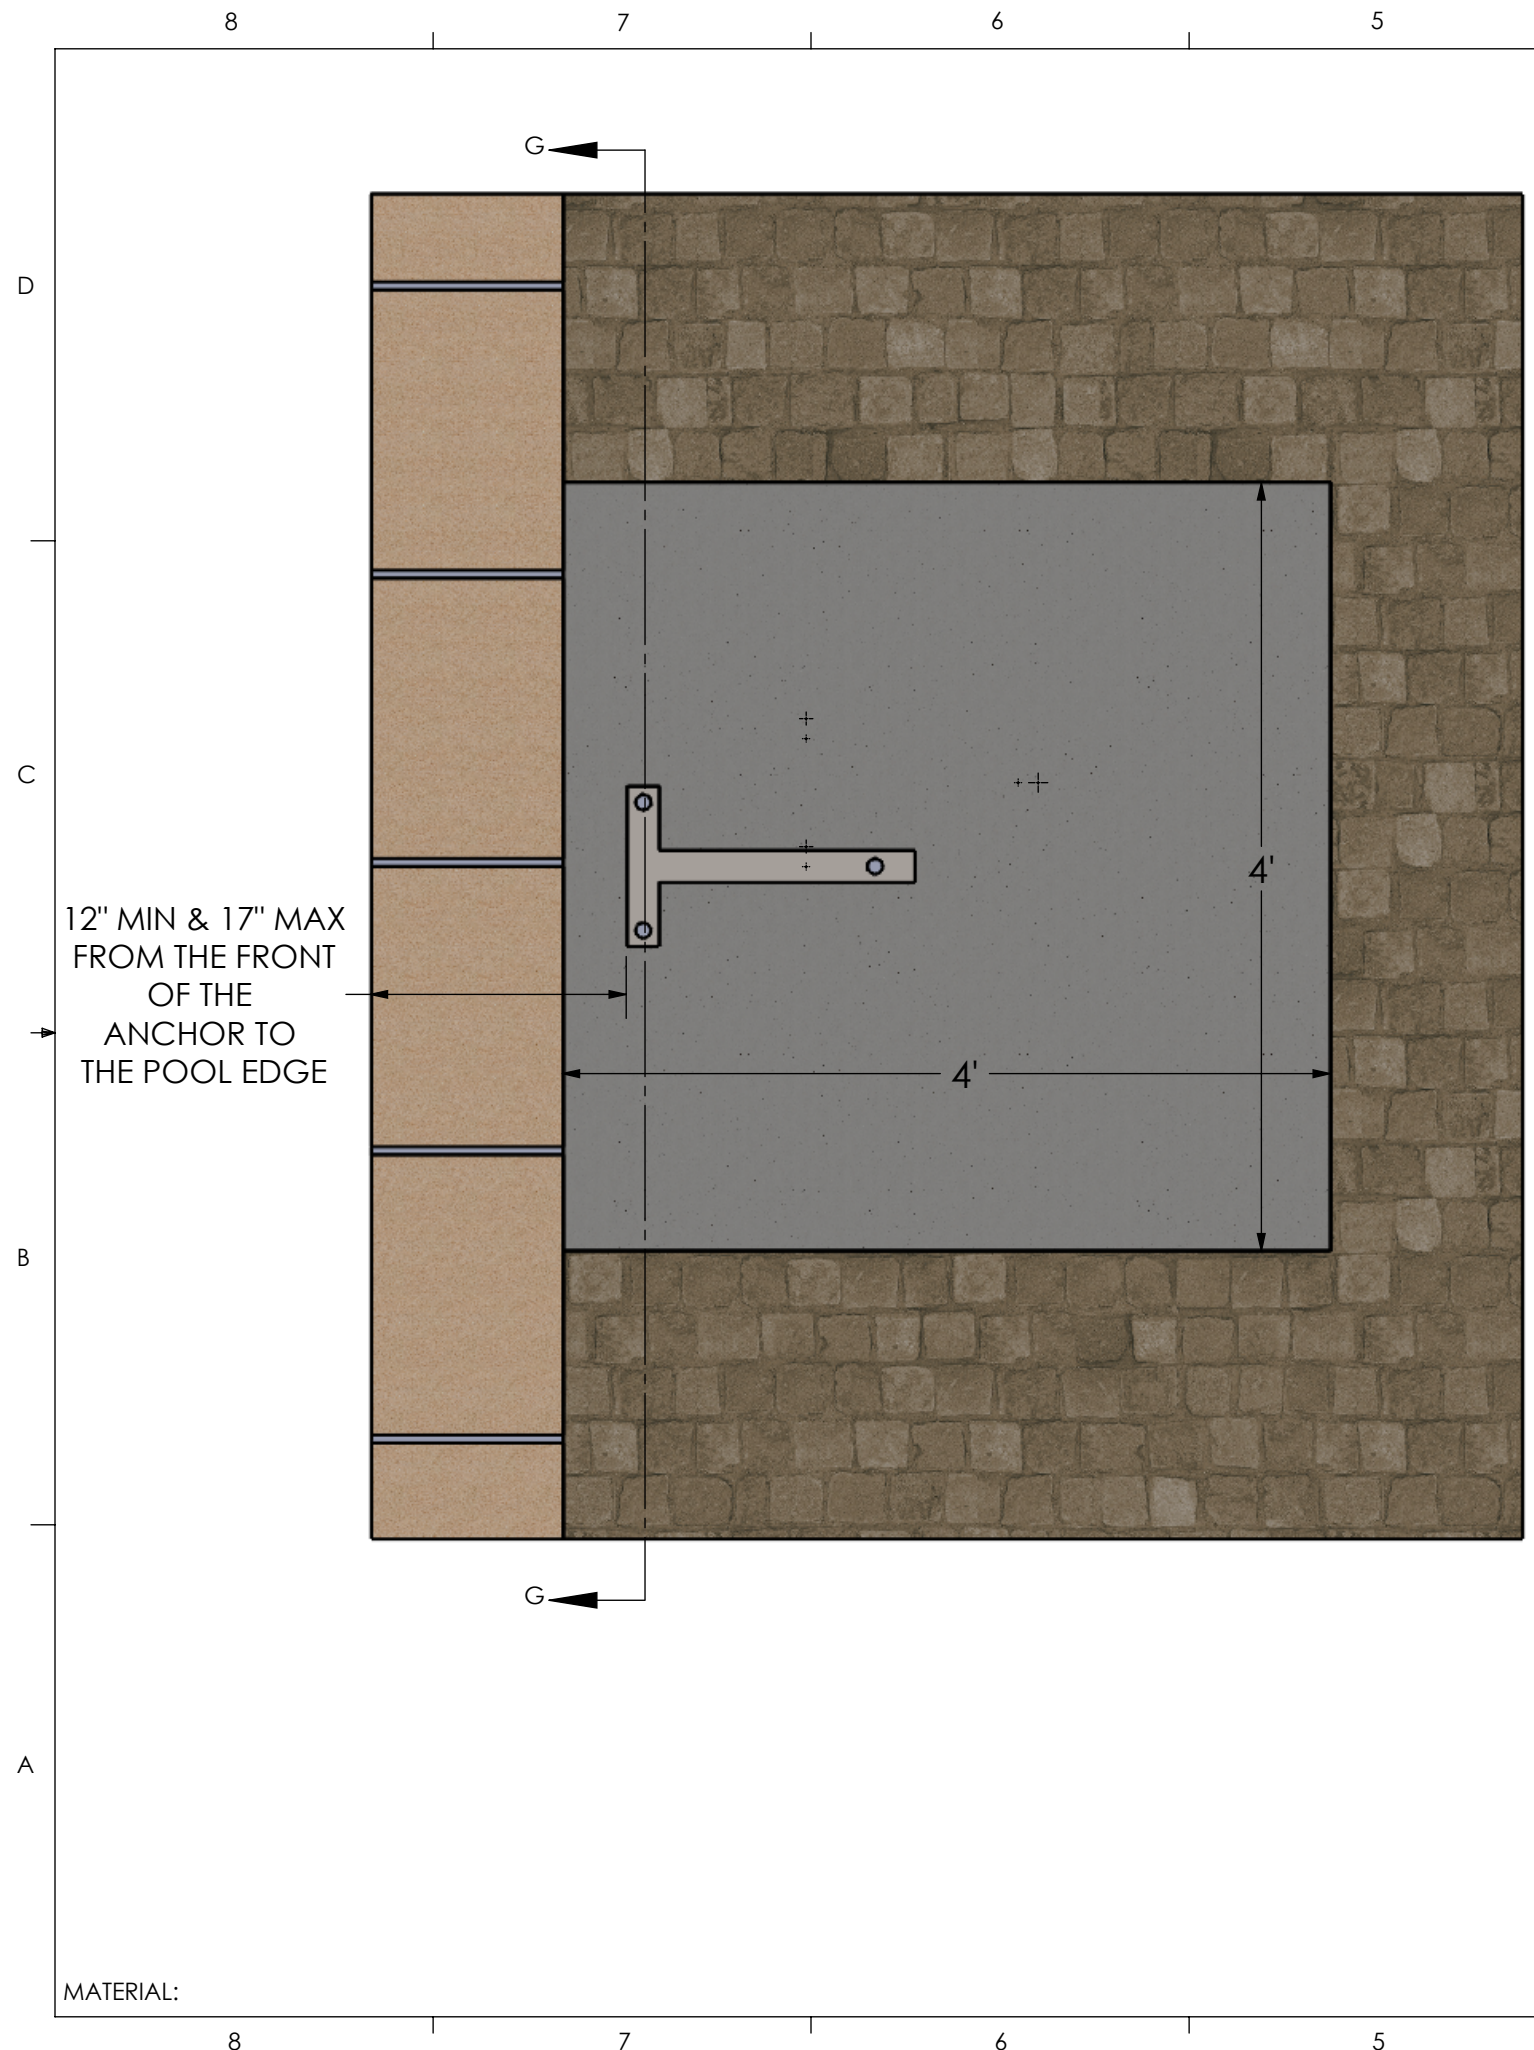 8 7 6 5
G
D
C
12" MIN & 17" MAX
FROM THE FRONT
OF THE
ANCHOR TO
THE POOL EDGE
4'
4'
B
G
A
MATERIAL:
8 7 6 5